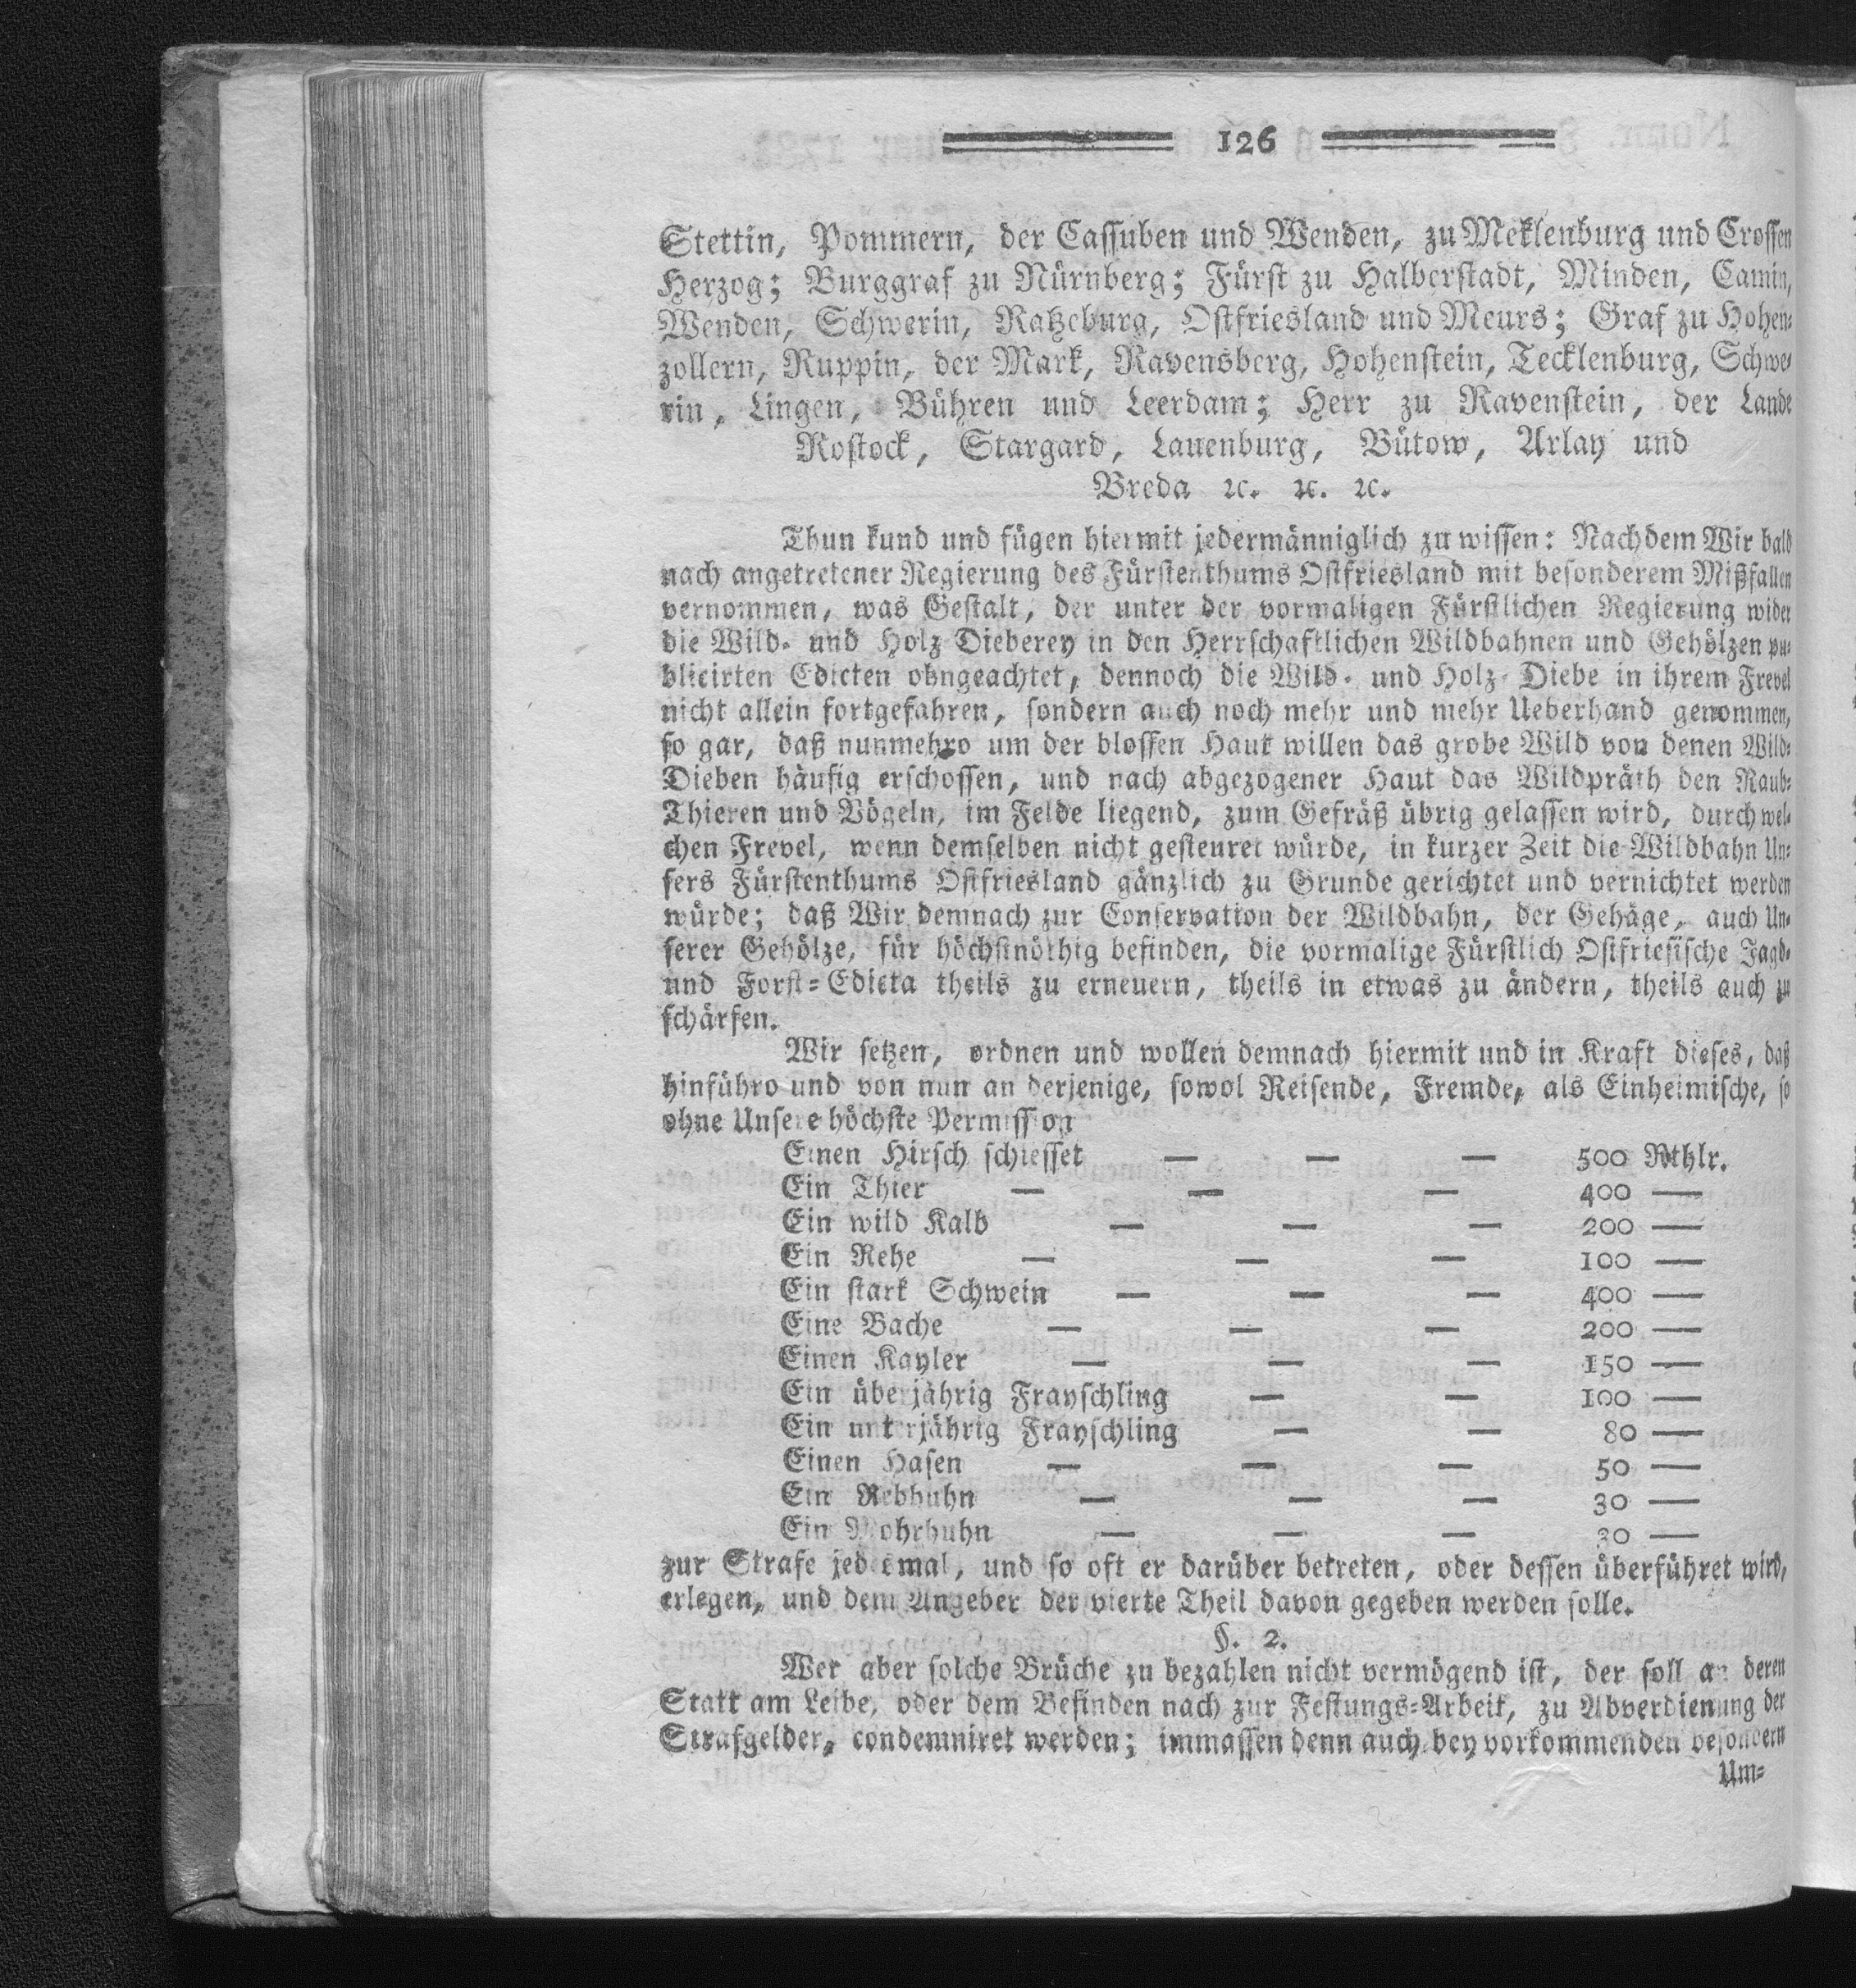 126
Stettin, Pommern, der Cassuben und Wenden, zu Meklenburg und Crossen
Herzog; Burggraf zu Nürnberg; Fürst zu Halberstadt, Minden, Camin,
Wenden, Schwerin, Ratzeburg, Ostfriesland und Meurs; Graf zu Hohen-
zollern, Ruppin, der Mark, Ravensberg, Hohenstein, Tecklenburg, Schwe-
rin, Lingen, Bühren und Leerdam; Herr zu Ravenstein, der Lande
Rostock, Stargard, Lauenburg, Bütow, Arlay und
Breda ꝛc. ꝛc. ꝛc.
Thun kund und fügen hiermit jedermänniglich zu wissen: Nachdem Wir bald
nach angetretener Regierung des Fürstenthums Ostfriesland mit besonderem Mißfallen
vernommen, was Gestalt, der unter der vormaligen Fürstlichen Regierung wider
die Wild- und Holz Dieberey in den Herrschaftlichen Wildbahnen und Gehölzen pu-
blicirten Edicten ohngeachtet, dennoch die Wild- und Holz-Diebe in ihrem Frevel
nicht allein fortgefahren, sondern auch noch mehr und mehr Ueberhand genommen,
so gar, daß nunmehro um der blossen Haut willen das grobe Wild von denen Wild-
Dieben häufig erschossen, und nach abgezogener Haut das Wildpräth den Raub-
Thieren und Vögeln, im Felde liegend, zum Gefräß übrig gelassen wird, durch wel-
chen Frevel, wenn demselben nicht gesteuret würde, in kurzer Zeit die Wildbahn Un-
sers Fürstenthums Ostfriesland gänzlich zu Grunde gerichtet und vernichtet werden
würde; daß Wir demnach zur Conservation der Wildbahn, der Gehäge, auch Un-
serer Gehölze, für höchstnöthig befinden, die vormalige Fürstlich Ostfriesische Jagd-
und Forst-Edicta theils zu erneuern, theils in etwas zu ändern, theils auch zu
schärfen.
Wir setzen, ordnen und wollen demnach hiermit und in Kraft dieses, daß
hinführo und von nun an derjenige, sowol Reisende, Fremde, als Einheimische, so
ohne Unsere höchste Permission
Einen Hirsch schiesset — — — 500 Rthlr.
Ein Thier — — — 400 —
Ein wild Kalb — — — 200 —
Ein Rehe — — — 100 —
Ein stark Schwein — — — 400 —
Eine Bache — — — 200 —
Einen Kayler — — — 150 —
Ein überjährig Frayschling — — 100 —
Ein unterjährig Frayschling — — 80 —
Einen Hasen — — — 50 —
Ein Rebhuhn — — — 30 —
Ein Mohrhuhn — — — 30 —
zur Strafe jedesmal, und so oft er darüber betreten, oder dessen überführet wird,
erlegen, und dem Angeber der vierte Theil davon gegeben werden solle.
§. 2.
Wer aber solche Brüche zu bezahlen nicht vermögend ist, der soll an deren
Statt am Leibe, oder dem Befinden nach zur Festungs-Arbeit, zu Abverdienung der
Strafgelder, condemniret werden; immassen denn auch bey vorkommenden besondern
Um-